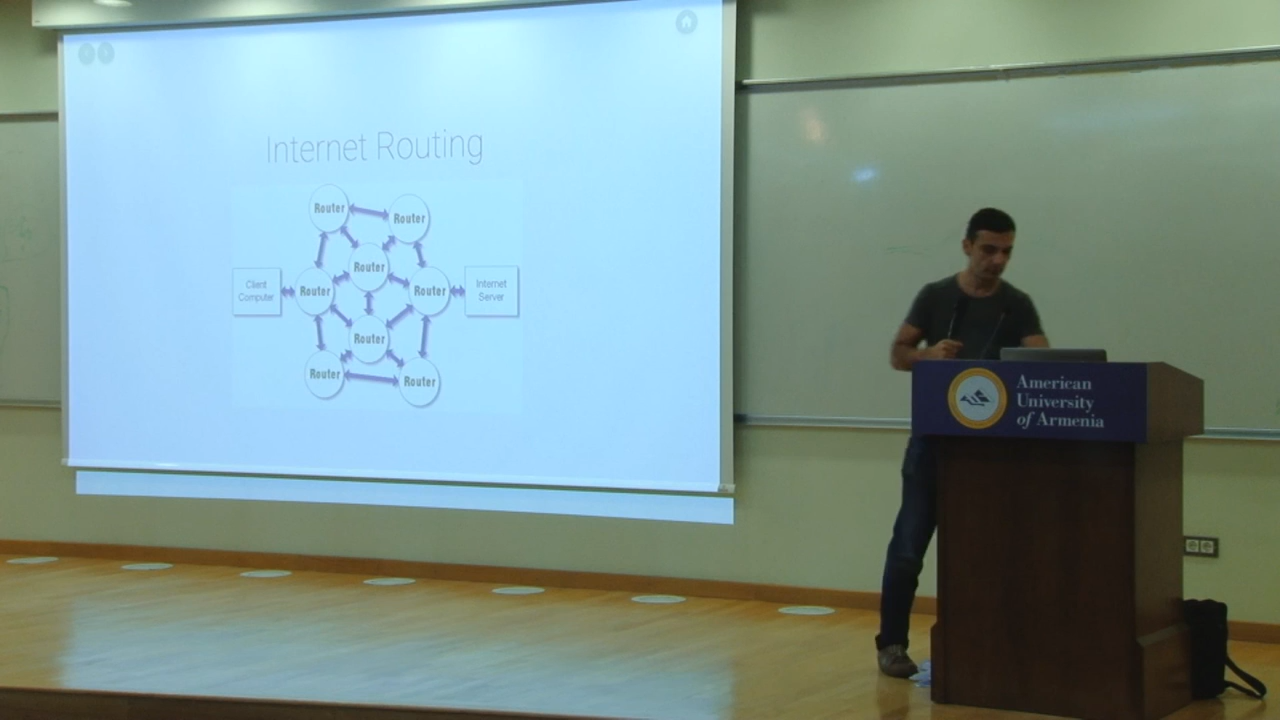 Internet Routing
Router
Router
Router
Client
Computer
Router
Router
Internet
Server
Router
Router
Router
American
University
of Armenia